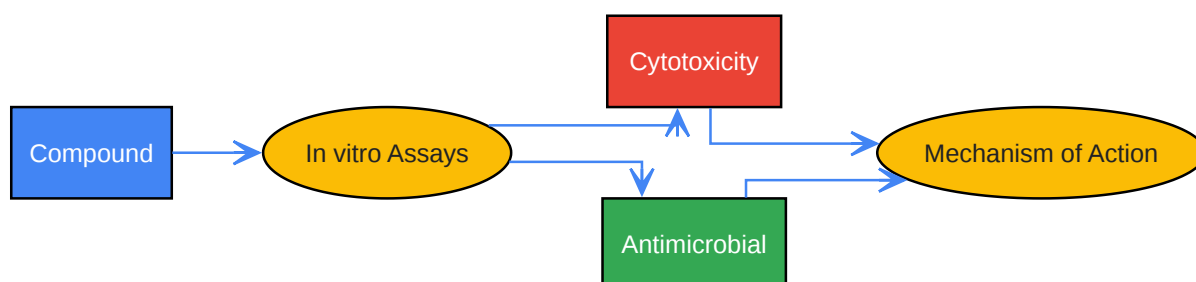 Compound
In vitro Assays
Cytotoxicity
Antimicrobial
Mechanism of Action